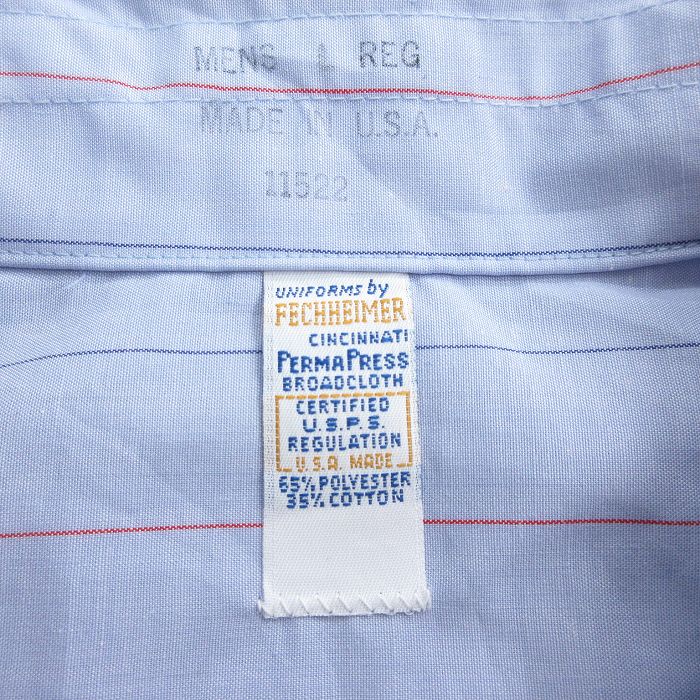 MENS L REG
MADE IN U.S.A.
11522
UNIFORMS by
FECHHEIMER
CINCINNATI
PERMAPRESS
BROADCLOTH
CERTIFIED
U.S.P.S.
REGULATION
U.S.A. MADE
65% POLYESTER
35% COTTON